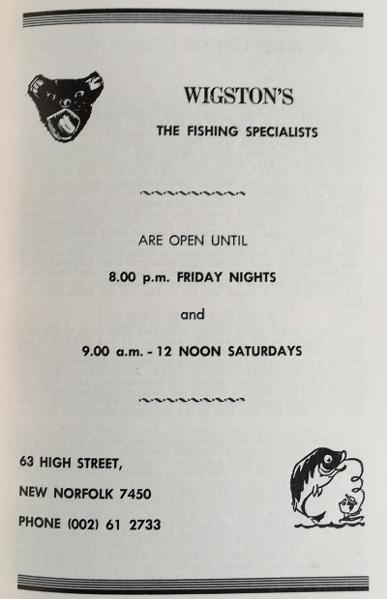 WIGSTON'S
THE FISHING SPECIALISTS
ARE OPEN UNTIL
8.00 p.m. FRIDAY NIGHTS
and
9.00 a.m. - 12 NOON SATURDAYS
63 HIGH STREET,
NEW NORFOLK 7450
PHONE (002) 61 2733